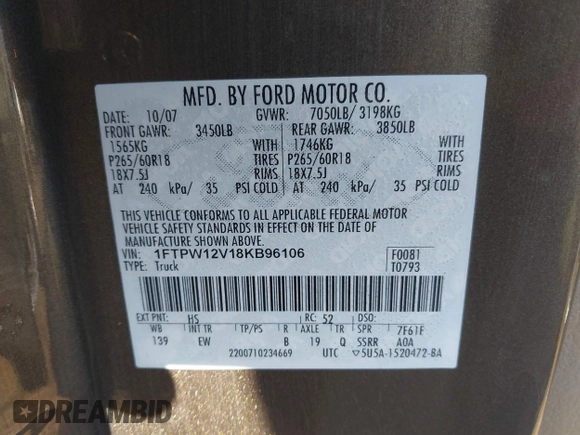 MFD. BY FORD MOTOR CO.
DATE: 10/07 GVWR: 7050LB/ 3198KG
FRONT GAWR: 3450LB REAR GAWR: 3850LB
1565KG WITH 1746KG WITH
P265/60R18 TIRES P265/60R18 TIRES
18X7.5J RIMS 18X7.5J RIMS
AT 240 kPa/ 35 PSI COLD AT 240 kPa/ 35 PSI COLD
THIS VEHICLE CONFORMS TO ALL APPLICABLE FEDERAL MOTOR
VEHICLE SAFETY STANDARDS IN EFFECT ON THE DATE OF
MANUFACTURE SHOWN ABOVE.
VIN: 1FTPW12V18KB96106 F0081
TYPE: Truck T0793
EXT PNT: HS RC: 52 DSO:
WB INT TR TP/PS R AXLE TR SPR 7F61F
139 EW B 19 Q SSRR A0A
2200710234669 UTC ▽5U5A-1520472-BA
DREAMBID